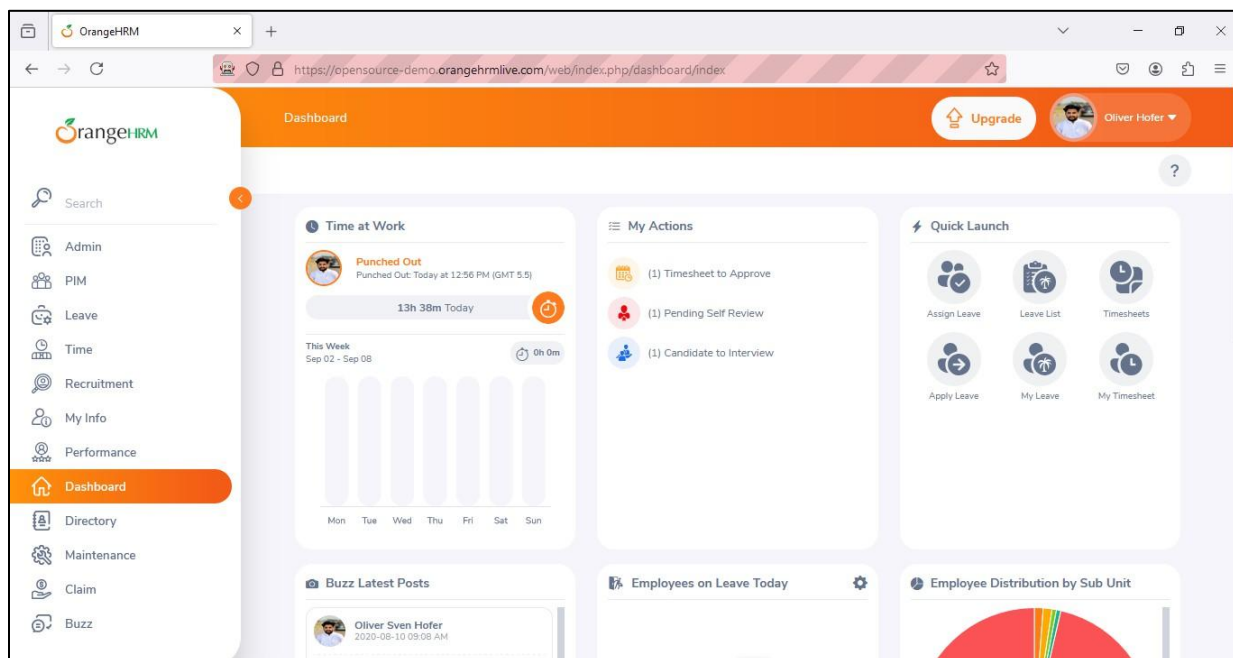 OrangeHRM
https://opensource-demo.orangehrmlive.com/web/index.php/dashboard/index
OrangeHRM
Dashboard
Upgrade
Oliver Hofer
?
Search
Admin
PIM
Leave
Time
Recruitment
My Info
Performance
Dashboard
Directory
Maintenance
Claim
Buzz
Time at Work
Punched Out
Punched Out: Today at 12:56 PM (GMT 5.5)
13h 38m Today
This Week
Sep 02 - Sep 08
0h 0m
Mon Tue Wed Thu Fri Sat Sun
My Actions
(1) Timesheet to Approve
(1) Pending Self Review
(1) Candidate to Interview
Quick Launch
Assign Leave Leave List Timesheets
Apply Leave My Leave My Timesheet
Buzz Latest Posts
Oliver Sven Hofer
2020-08-10 09:08 AM
Employees on Leave Today
Employee Distribution by Sub Unit